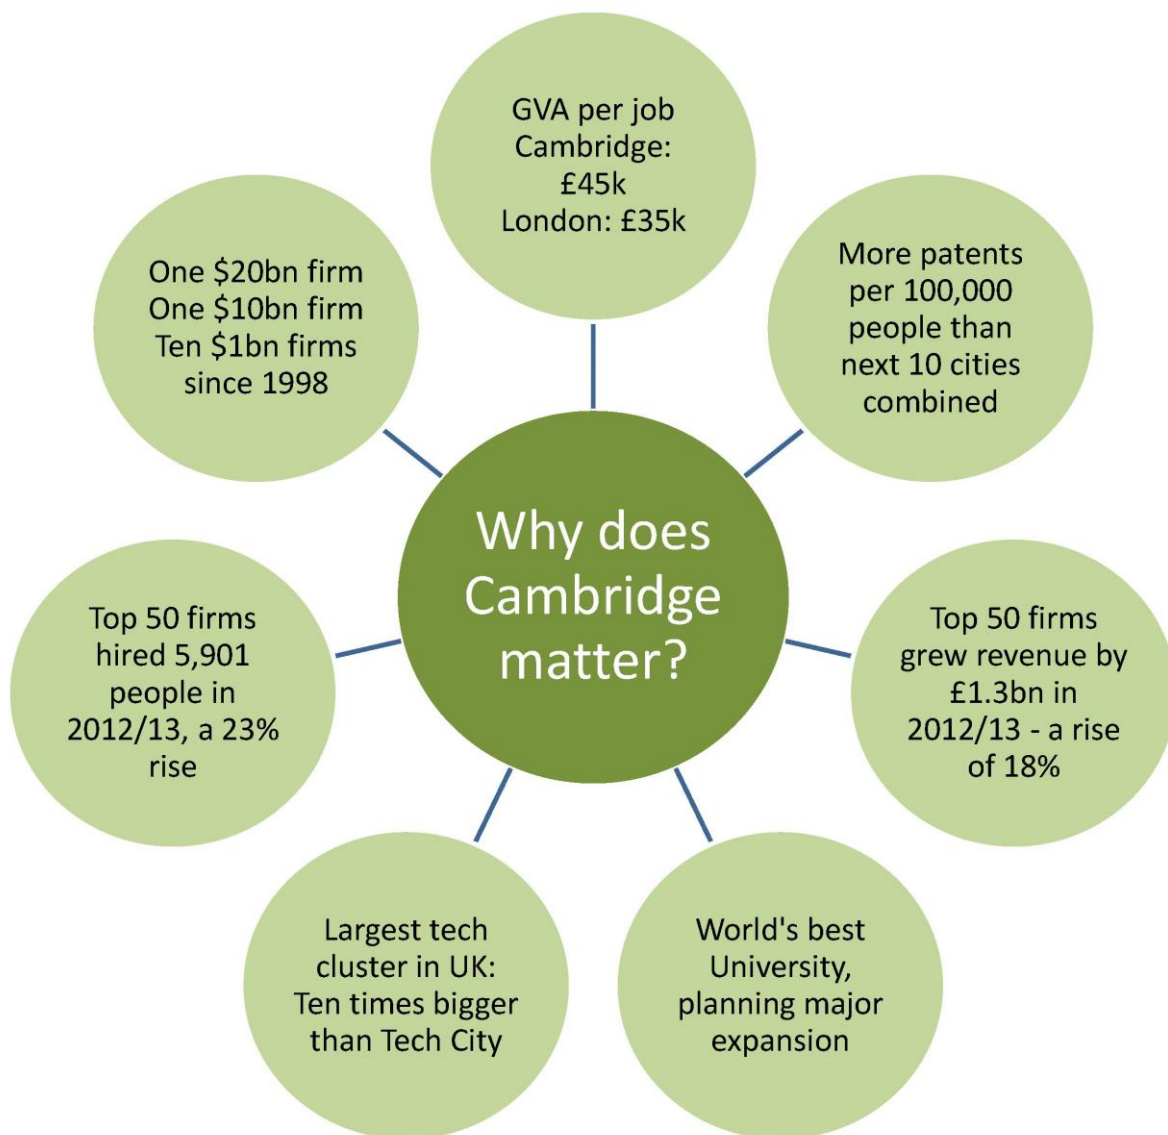 GVA per job
Cambridge:
£45k
London: £35k
More patents
per 100,000
people than
next 10 cities
combined
Top 50 firms
grew revenue by
£1.3bn in
2012/13 - a rise
of 18%
World's best
University,
planning major
expansion
Largest tech
cluster in UK:
Ten times bigger
than Tech City
Top 50 firms
hired 5,901
people in
2012/13, a 23%
rise
One $20bn firm
One $10bn firm
Ten $1bn firms
since 1998
Why does
Cambridge
matter?